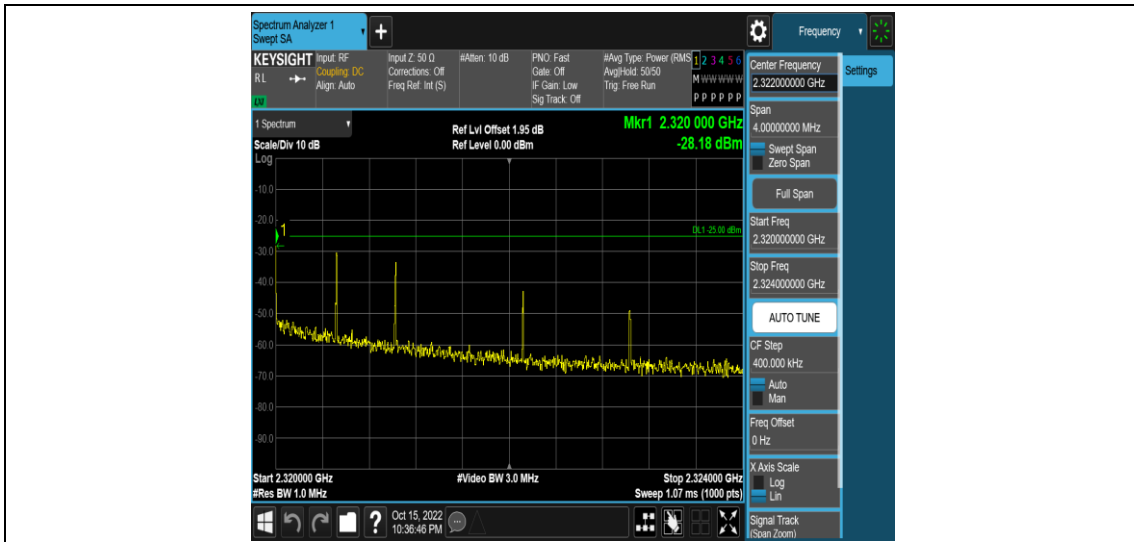 Spectrum Analyzer 1
Swept SA
Frequency
KEYSIGHT
RL
LNI
Input: RF
Coupling: DC
Align: Auto
Input Z: 50 Ω
Corrections: Off
Freq Ref: Int (S)
#Atten: 10 dB
PNO: Fast
Gate: Off
IF Gain: Low
Sig Track: Off
#Avg Type: Power (RMS
Avg|Hold: 50/50
Trig: Free Run
1 2 3 4 5 6
M W W W W W
P P P P P P
1 Spectrum
Scale/Div 10 dB
Ref Lvl Offset 1.95 dB
Ref Level 0.00 dBm
Mkr1 2.320 000 GHz
-28.18 dBm
Log
-10.0
-20.0
-30.0
-40.0
-50.0
-60.0
-70.0
-80.0
-90.0
1
DL1 -25.00 dBm
Start 2.320000 GHz
#Res BW 1.0 MHz
#Video BW 3.0 MHz
Stop 2.324000 GHz
Sweep 1.07 ms (1000 pts)
Center Frequency
2.322000000 GHz
Settings
Span
4.00000000 MHz
Swept Span
Zero Span
Full Span
Start Freq
2.320000000 GHz
Stop Freq
2.324000000 GHz
AUTO TUNE
CF Step
400.000 kHz
Auto
Man
Freq Offset
0 Hz
X Axis Scale
Log
Lin
Signal Track
(Span Zoom)
?
Oct 15, 2022
10:36:46 PM